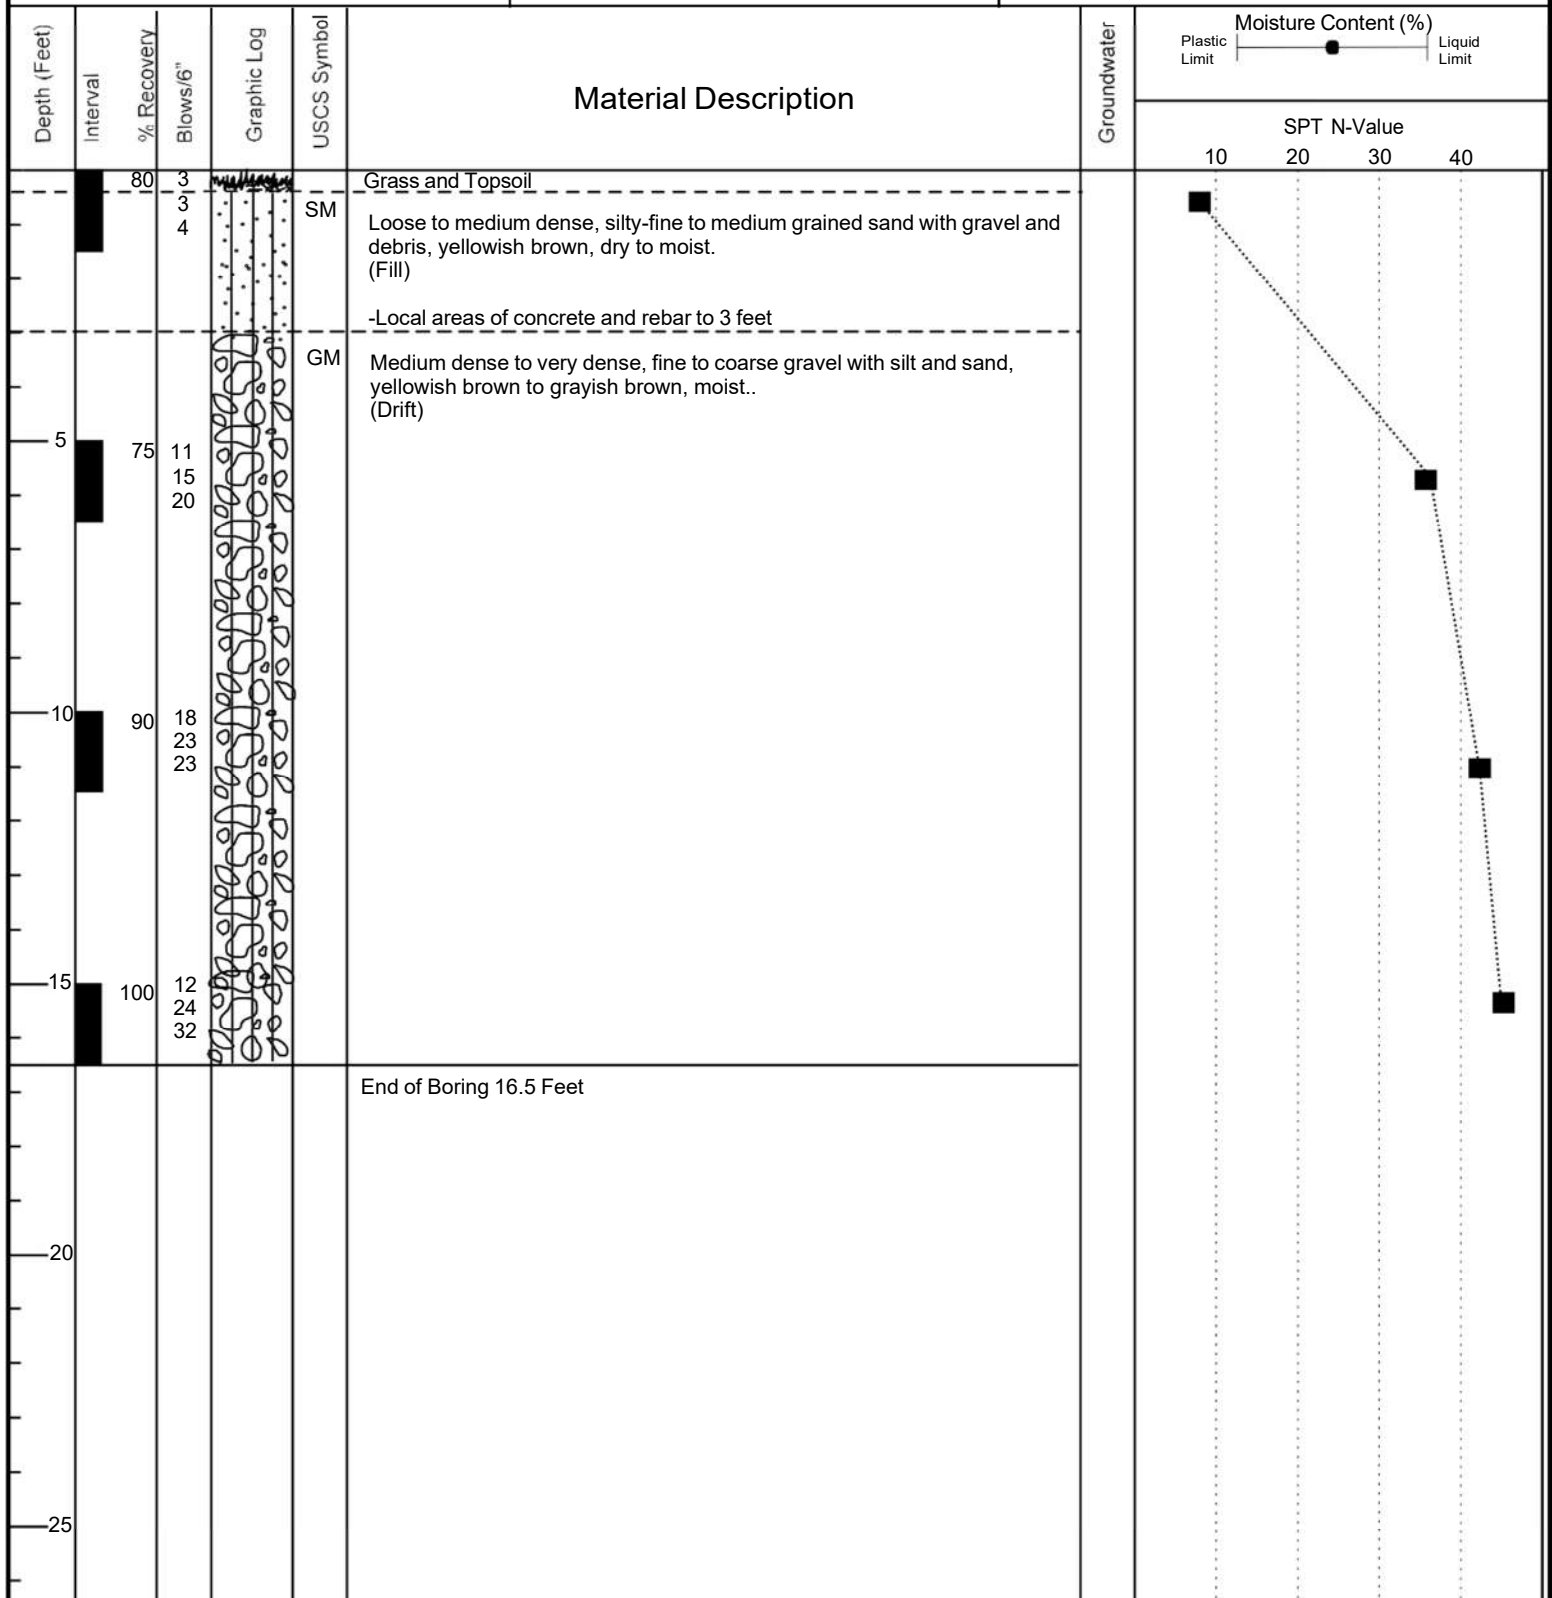 Depth (Feet)
Interval
% Recovery
Blows/6"
Graphic Log
USCS Symbol
Material Description
Groundwater
Moisture Content (%)
Plastic
Limit
Liquid
Limit
SPT N-Value
10 20 30 40
80 3
3
4
Grass and Topsoil
SM
Loose to medium dense, silty-fine to medium grained sand with gravel and
debris, yellowish brown, dry to moist.
(Fill)
-Local areas of concrete and rebar to 3 feet
GM
Medium dense to very dense, fine to coarse gravel with silt and sand,
yellowish brown to grayish brown, moist..
(Drift)
5
75 11
15
20
10
90 18
23
23
15
100 12
24
32
End of Boring 16.5 Feet
20
25